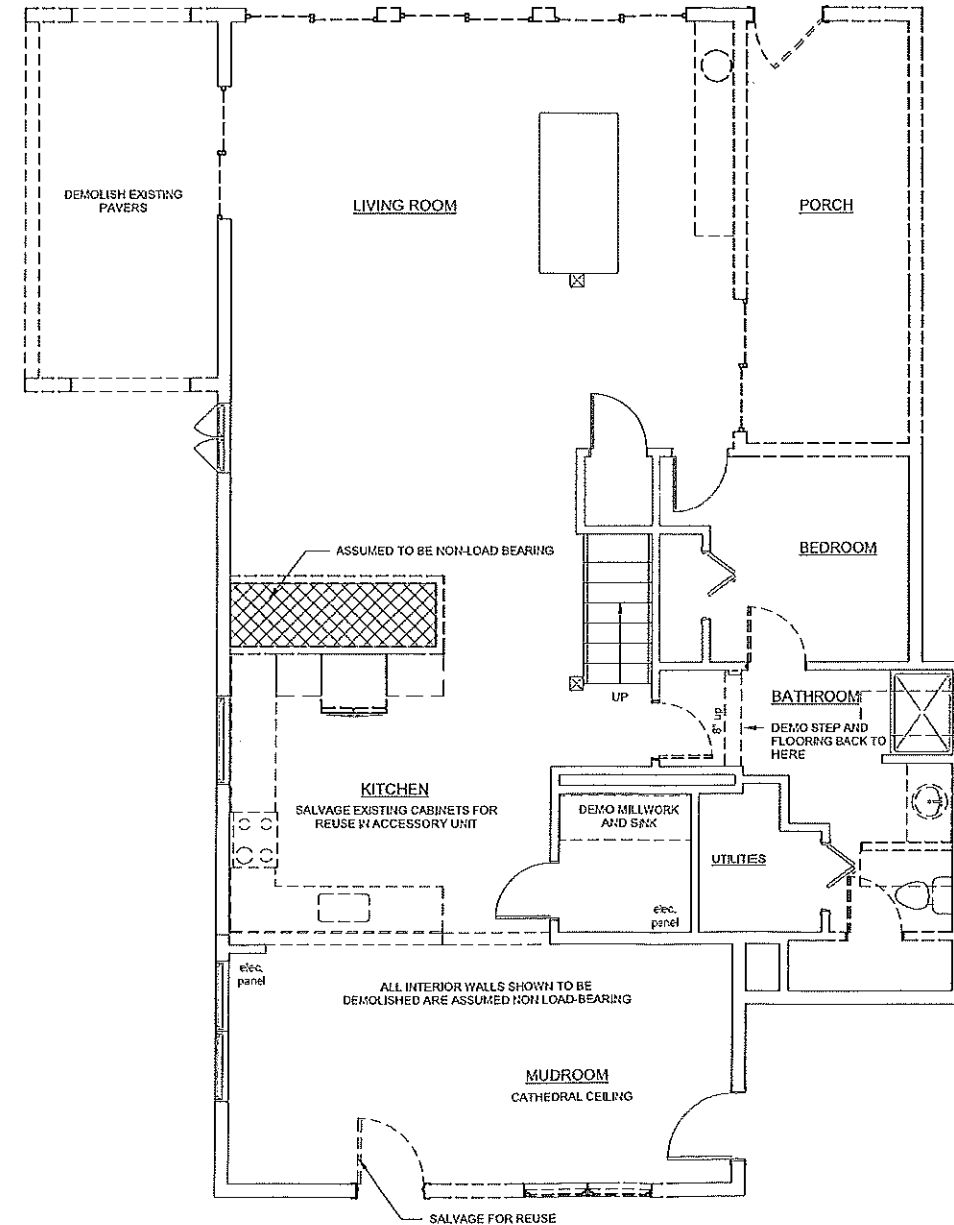 DEMOLISH EXISTING
PAVERS
LIVING ROOM
PORCH
ASSUMED TO BE NON-LOAD BEARING
BEDROOM
UP
8" up
BATHROOM
DEMO STEP AND
FLOORING BACK TO
HERE
KITCHEN
SALVAGE EXISTING CABINETS FOR
REUSE IN ACCESSORY UNIT
DEMO MILLWORK
AND SINK
UTILITIES
elec.
panel
elec.
panel
ALL INTERIOR WALLS SHOWN TO BE
DEMOLISHED ARE ASSUMED NON LOAD-BEARING
MUDROOM
CATHEDRAL CEILING
SALVAGE FOR REUSE